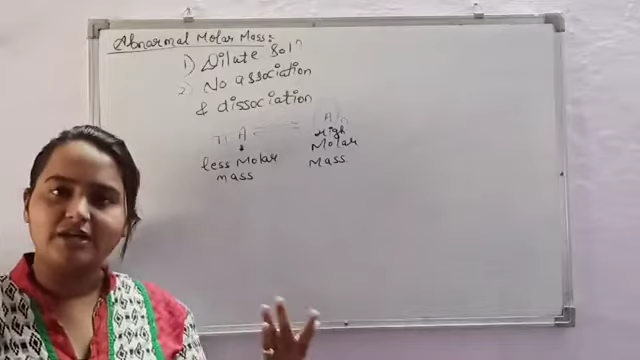 Abnormal Molar Mass:
1) Dilute Solⁿ
2) No association
& dissociation
n A ⇌ (A)n
less Molar mass
High Molar Mass